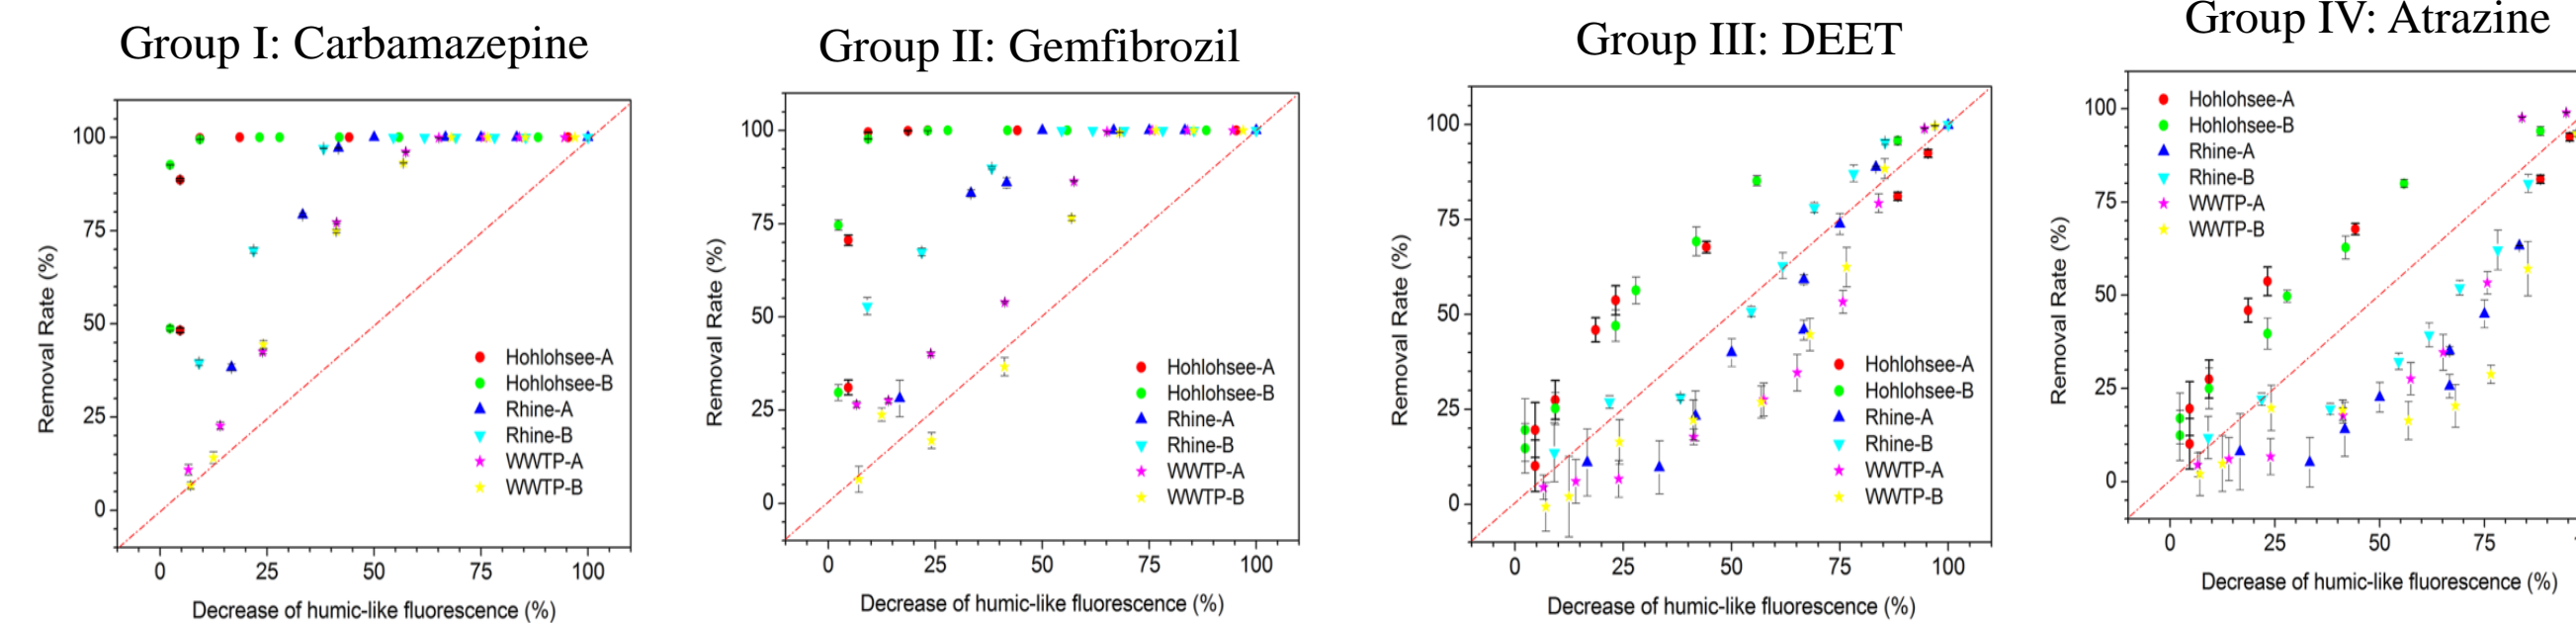 Group I: Carbamazepine
100
75
50
25
0
Removal Rate (%)
Hohlohsee-A
Hohlohsee-B
Rhine-A
Rhine-B
WWTP-A
WWTP-B
0 25 50 75 100
Decrease of humic-like fluorescence (%)
Group II: Gemfibrozil
100
75
50
25
0
Removal Rate (%)
Hohlohsee-A
Hohlohsee-B
Rhine-A
Rhine-B
WWTP-A
WWTP-B
0 25 50 75 100
Decrease of humic-like fluorescence (%)
Group III: DEET
100
75
50
25
0
Removal Rate (%)
Hohlohsee-A
Hohlohsee-B
Rhine-A
Rhine-B
WWTP-A
WWTP-B
0 25 50 75 100
Decrease of humic-like fluorescence (%)
Group IV: Atrazine
100
75
50
25
0
Removal Rate (%)
Hohlohsee-A
Hohlohsee-B
Rhine-A
Rhine-B
WWTP-A
WWTP-B
0 25 50 75
Decrease of humic-like fluorescence (%)